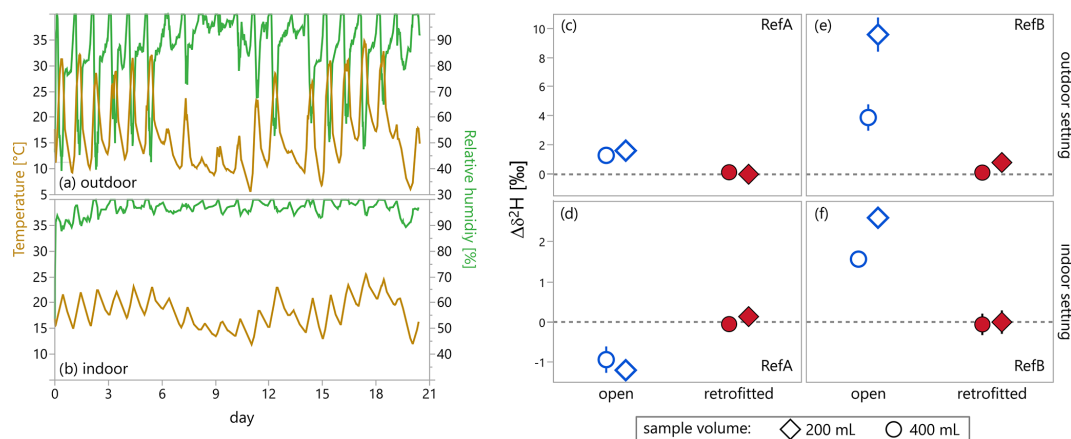 35
30
25
20
15
10
5
90
80
70
60
50
40
30
(a) outdoor
Temperature [°C]
Relative humidiy [%]
35
30
25
20
15
10
90
80
70
60
50
40
(b) indoor
0 3 6 9 12 15 18 21
day
Δδ²H [‰]
10
8
6
4
2
0
(c) RefA
(e) RefB
outdoor setting
2
1
0
-1
(d)
RefA
(f)
RefB
indoor setting
open retrofitted open retrofitted
sample volume: 200 mL 400 mL